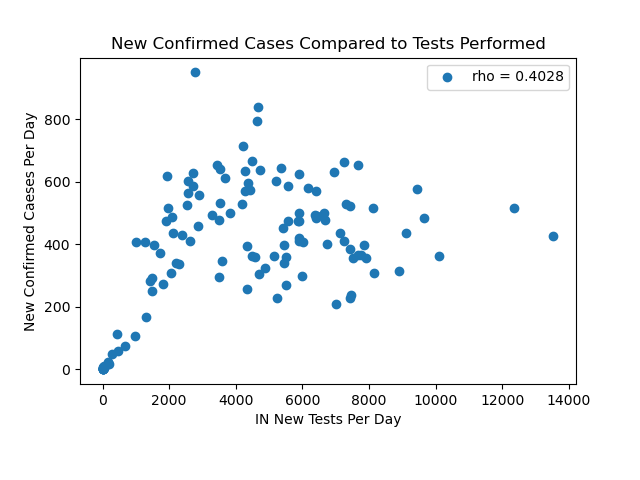 New Confirmed Cases Compared to Tests Performed
rho = 0.4028
New Confirmed Caeses Per Day
800
600
400
200
0
0 2000 4000 6000 8000 10000 12000 14000
IN New Tests Per Day